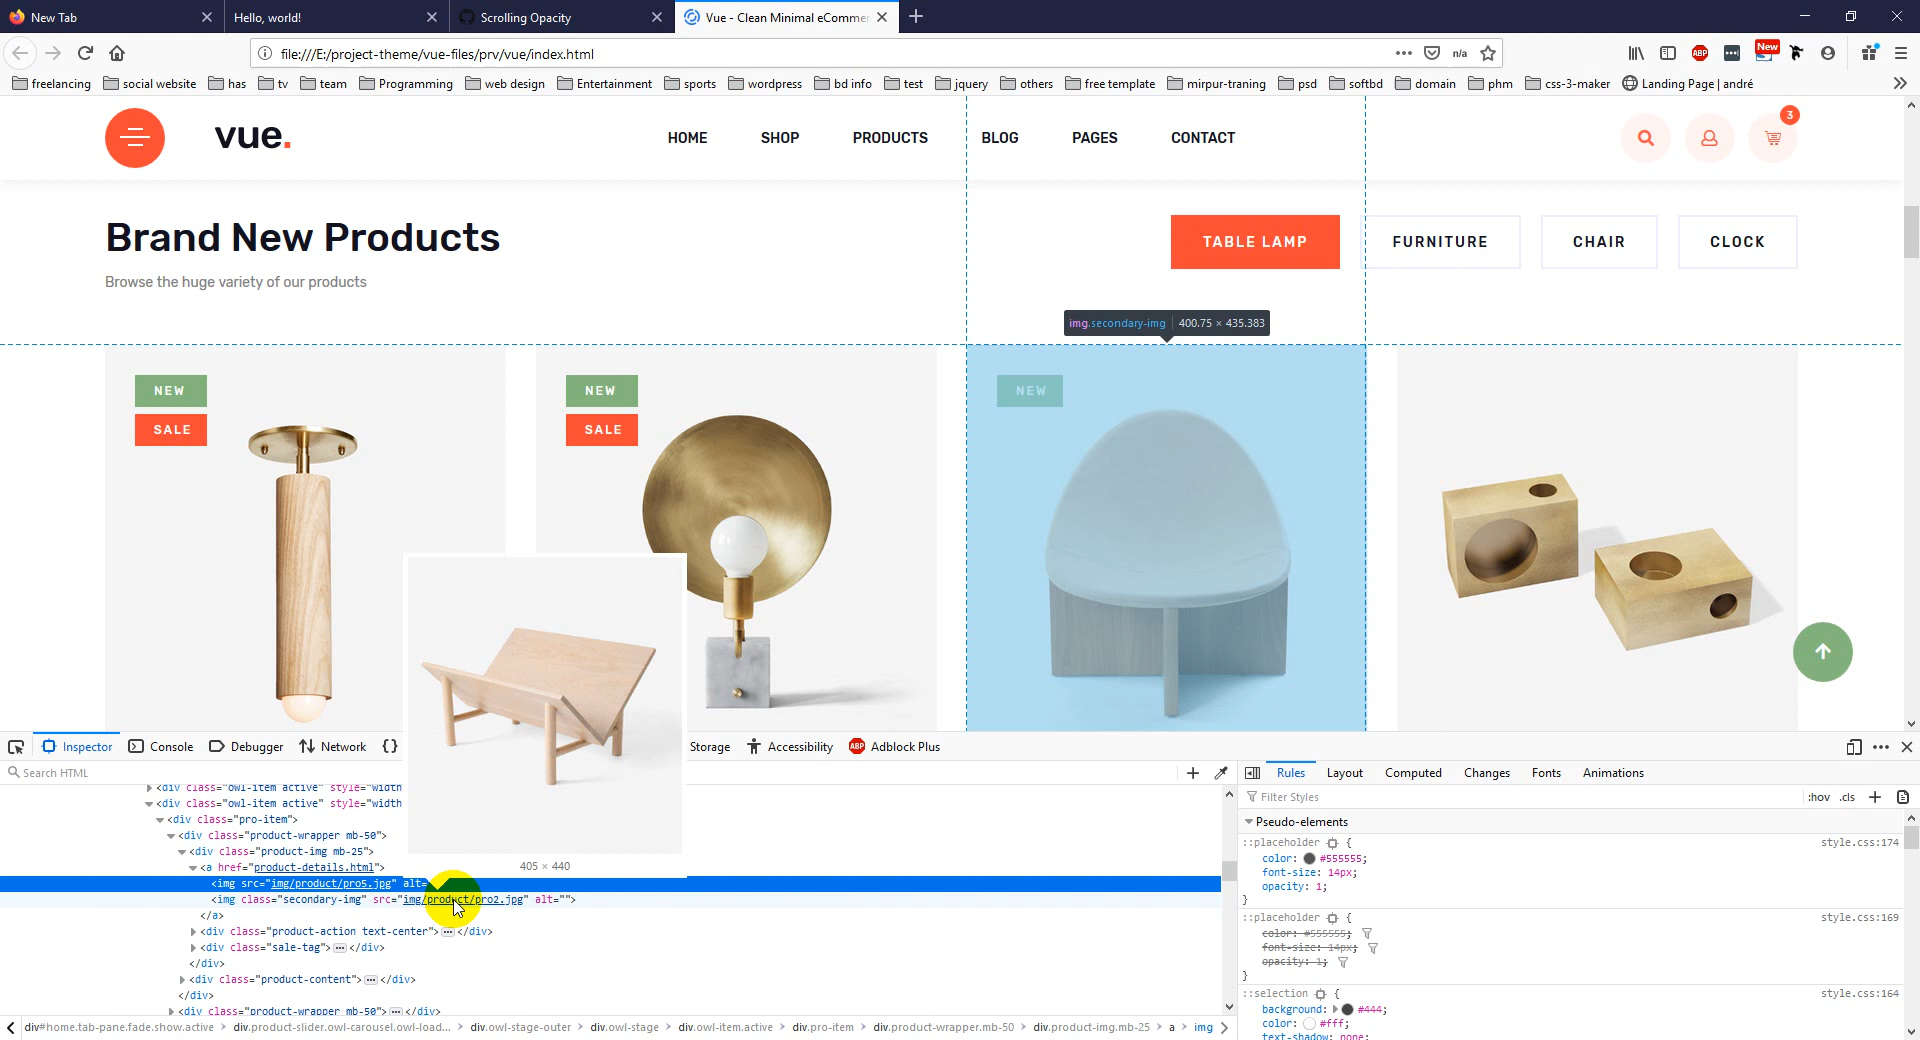 New Tab
Hello, world!
Scrolling Opacity
Vue - Clean Minimal eComme
file:///E:/project-theme/vue-files/prv/vue/index.html
n/a
ABP
New
freelancing social website has tv team Programming web design Entertainment sports wordpress bd info test jquery others free template mirpur-traning psd softbd domain phm css-3-maker Landing Page | andré
vue.
HOME SHOP PRODUCTS BLOG PAGES CONTACT
3
Brand New Products
Browse the huge variety of our products
TABLE LAMP FURNITURE CHAIR CLOCK
img.secondary-img 400.75 × 435.383
NEW
SALE
NEW
SALE
NEW
Inspector Console Debugger Network {} Storage Accessibility ABP Adblock Plus
Search HTML
<div class="owl-item active" style="width
<div class="owl-item active" style="width
<div class="pro-item">
<div class="product-wrapper mb-50">
<div class="product-img mb-25">
<a href="product-details.html">
<img src="img/product/pro5.jpg" alt=
<img class="secondary-img" src="img/product/pro2.jpg" alt="">
</a>
<div class="product-action text-center"></div>
<div class="sale-tag"></div>
</div>
<div class="product-content"></div>
</div>
<div class="product-wrapper mb-50"></div>
405 × 440
div#home.tab-pane.fade.show.active div.product-slider.owl-carousel.owl-load... div.owl-stage-outer div.owl-stage div.owl-item.active div.pro-item div.product-wrapper.mb-50 div.product-img.mb-25 a img
Rules Layout Computed Changes Fonts Animations
Filter Styles :hov .cls
Pseudo-elements
::placeholder { style.css:174
color: #555555;
font-size: 14px;
opacity: 1;
}
::placeholder { style.css:169
color: #555555;
font-size: 14px;
opacity: 1;
}
::selection { style.css:164
background: #444;
color: #fff;
text-shadow: none;